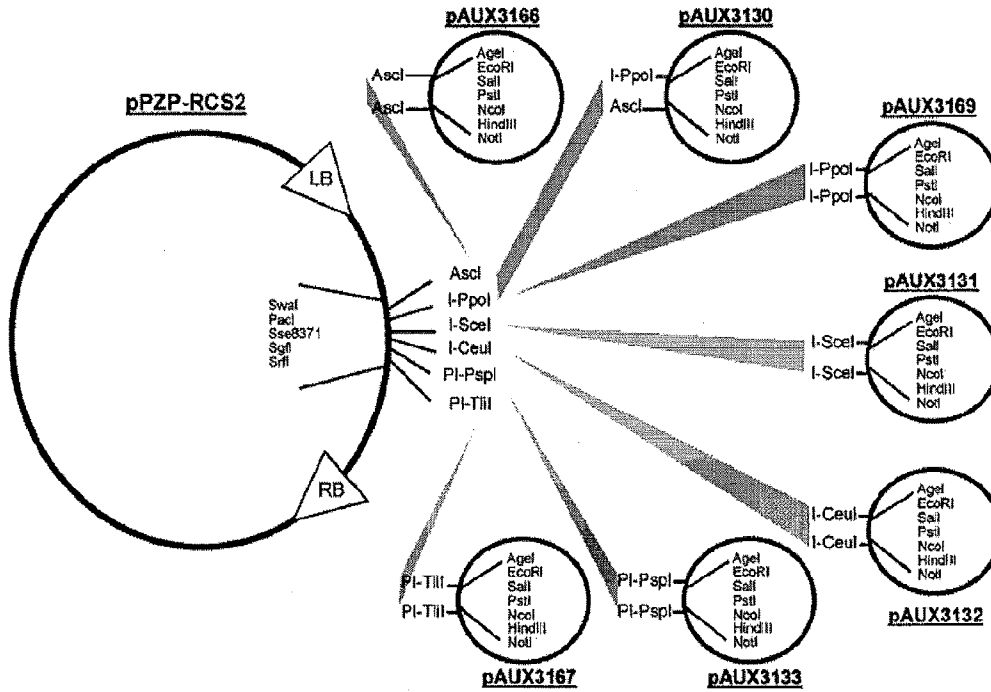 pAUX3166
AscI
AscI
AgeI
EcoRI
SalI
PstI
NcoI
HindIII
NotI
pAUX3130
I-PpoI
AscI
AgeI
EcoRI
SalI
PstI
NcoI
HindIII
NotI
pPZP-RCS2
LB
RB
SwaI
PacI
Sse8371
SgfI
SrfI
AscI
I-PpoI
I-SceI
I-CeuI
PI-PspI
PI-TliI
pAUX3169
I-PpoI
I-PpoI
AgeI
EcoRI
SalI
PstI
NcoI
HindIII
NotI
pAUX3131
I-SceI
I-SceI
AgeI
EcoRI
SalI
PstI
NcoI
HindIII
NotI
I-CeuI
I-CeuI
AgeI
EcoRI
SalI
PstI
NcoI
HindIII
NotI
pAUX3132
PI-TliI
PI-TliI
AgeI
EcoRI
SalI
PstI
NcoI
HindIII
NotI
pAUX3167
PI-PspI
PI-PspI
AgeI
EcoRI
SalI
PstI
NcoI
HindIII
NotI
pAUX3133